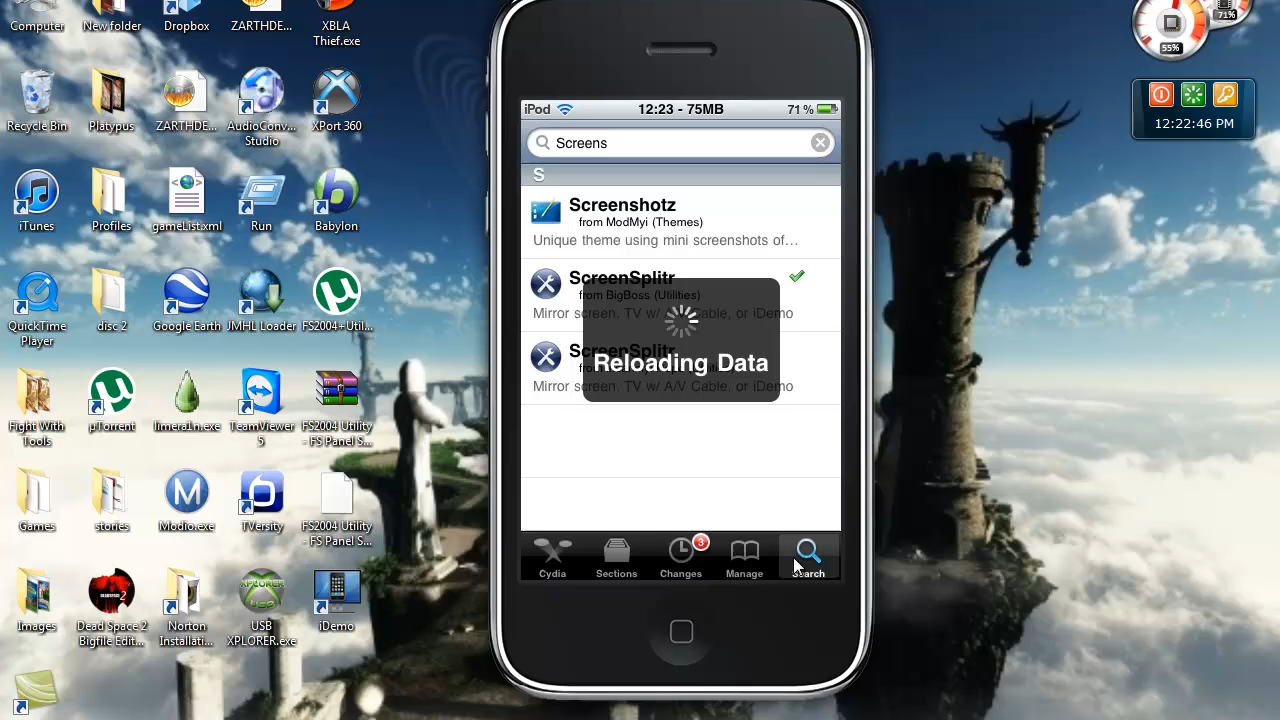 Computer
New folder
Dropbox
ZARTHDE...
XBLA
Thief.exe
Recycle Bin
Platypus
ZARTHDE...
AudioConv...
Studio
XPort 360
iTunes
Profiles
gameList.xml
Run
Babylon
QuickTime
Player
disc 2
Google Earth
JMHL Loader
FS2004+Util...
Fight With
Tools
µTorrent
limera1n.exe
TeamViewer
5
FS2004 Utility
- FS Panel S...
Games
stories
Modio.exe
TVersity
FS2004 Utility
- FS Panel S...
Images
DEAD SPACE
2
Dead Space 2
Bigfile Edit...
Norton
Installati...
XPLORER
USB
XPLORER.exe
iDemo
iPod
12:23 - 75MB
71 %
Screens
S
Screenshotz
from ModMyi (Themes)
Unique theme using mini screenshots of…
ScreenSplitr
from BigBoss (Utilities)
Mirror screen. TV w/ A/V Cable, or iDemo
ScreenSplitr
Mirror screen. TV w/ A/V Cable, or iDemo
Reloading Data
Cydia
Sections
3
Changes
Manage
Search
55%
71%
12:22:46 PM